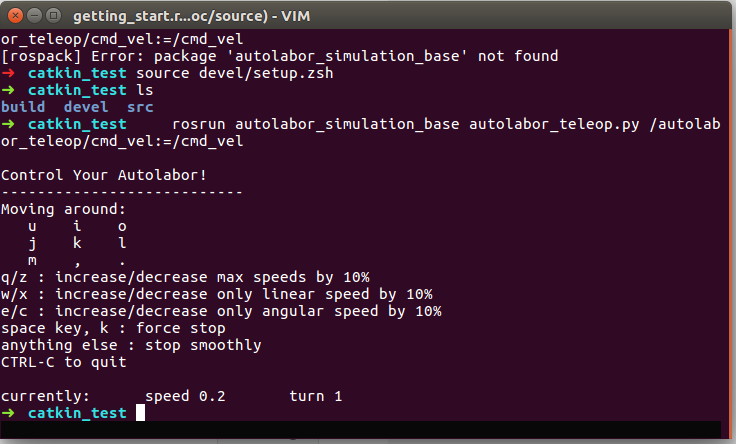 getting_start.r...oc/source) - VIM
or_teleop/cmd_vel:=/cmd_vel
[rospack] Error: package 'autolabor_simulation_base' not found
➜  catkin_test source devel/setup.zsh
➜  catkin_test ls
build  devel  src
➜  catkin_test     rosrun autolabor_simulation_base autolabor_teleop.py /autolab
or_teleop/cmd_vel:=/cmd_vel
Control Your Autolabor!
---------------------------
Moving around:
   u    i    o
   j    k    l
   m    ,    .
q/z : increase/decrease max speeds by 10%
w/x : increase/decrease only linear speed by 10%
e/c : increase/decrease only angular speed by 10%
space key, k : force stop
anything else : stop smoothly
CTRL-C to quit
currently:      speed 0.2       turn 1
➜  catkin_test